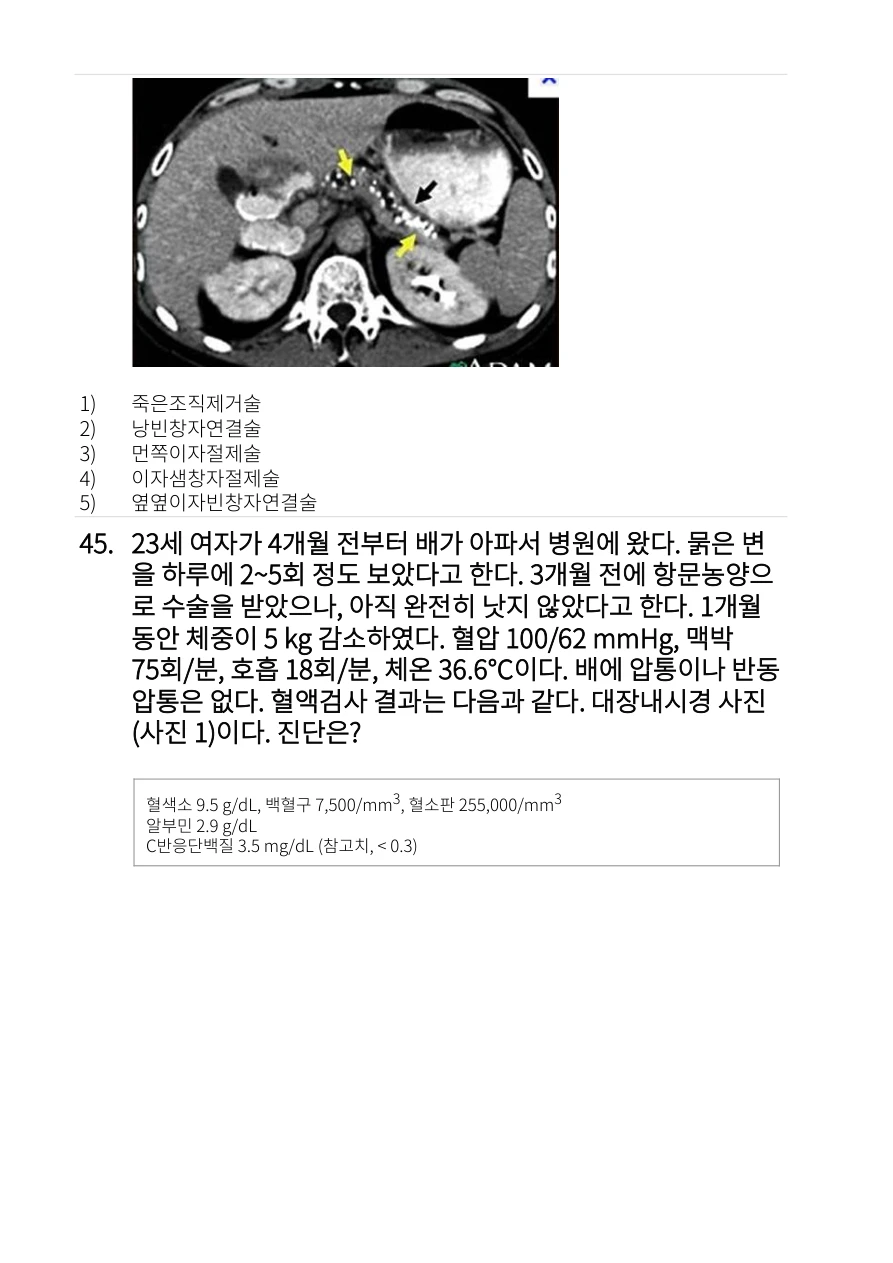 1) 죽은조직제거술
2) 낭빈창자연결술
3) 먼쪽이자절제술
4) 이자샘창자절제술
5) 옆옆이자빈창자연결술
45. 23세 여자가 4개월 전부터 배가 아파서 병원에 왔다. 묽은 변
을 하루에 2~5회 정도 보았다고 한다. 3개월 전에 항문농양으
로 수술을 받았으나, 아직 완전히 낫지 않았다고 한다. 1개월
동안 체중이 5 kg 감소하였다. 혈압 100/62 mmHg, 맥박
75회/분, 호흡 18회/분, 체온 36.6℃이다. 배에 압통이나 반동
압통은 없다. 혈액검사 결과는 다음과 같다. 대장내시경 사진
(사진 1)이다. 진단은?
혈색소 9.5 g/dL, 백혈구 7,500/mm³, 혈소판 255,000/mm³
알부민 2.9 g/dL
C반응단백질 3.5 mg/dL (참고치, < 0.3)